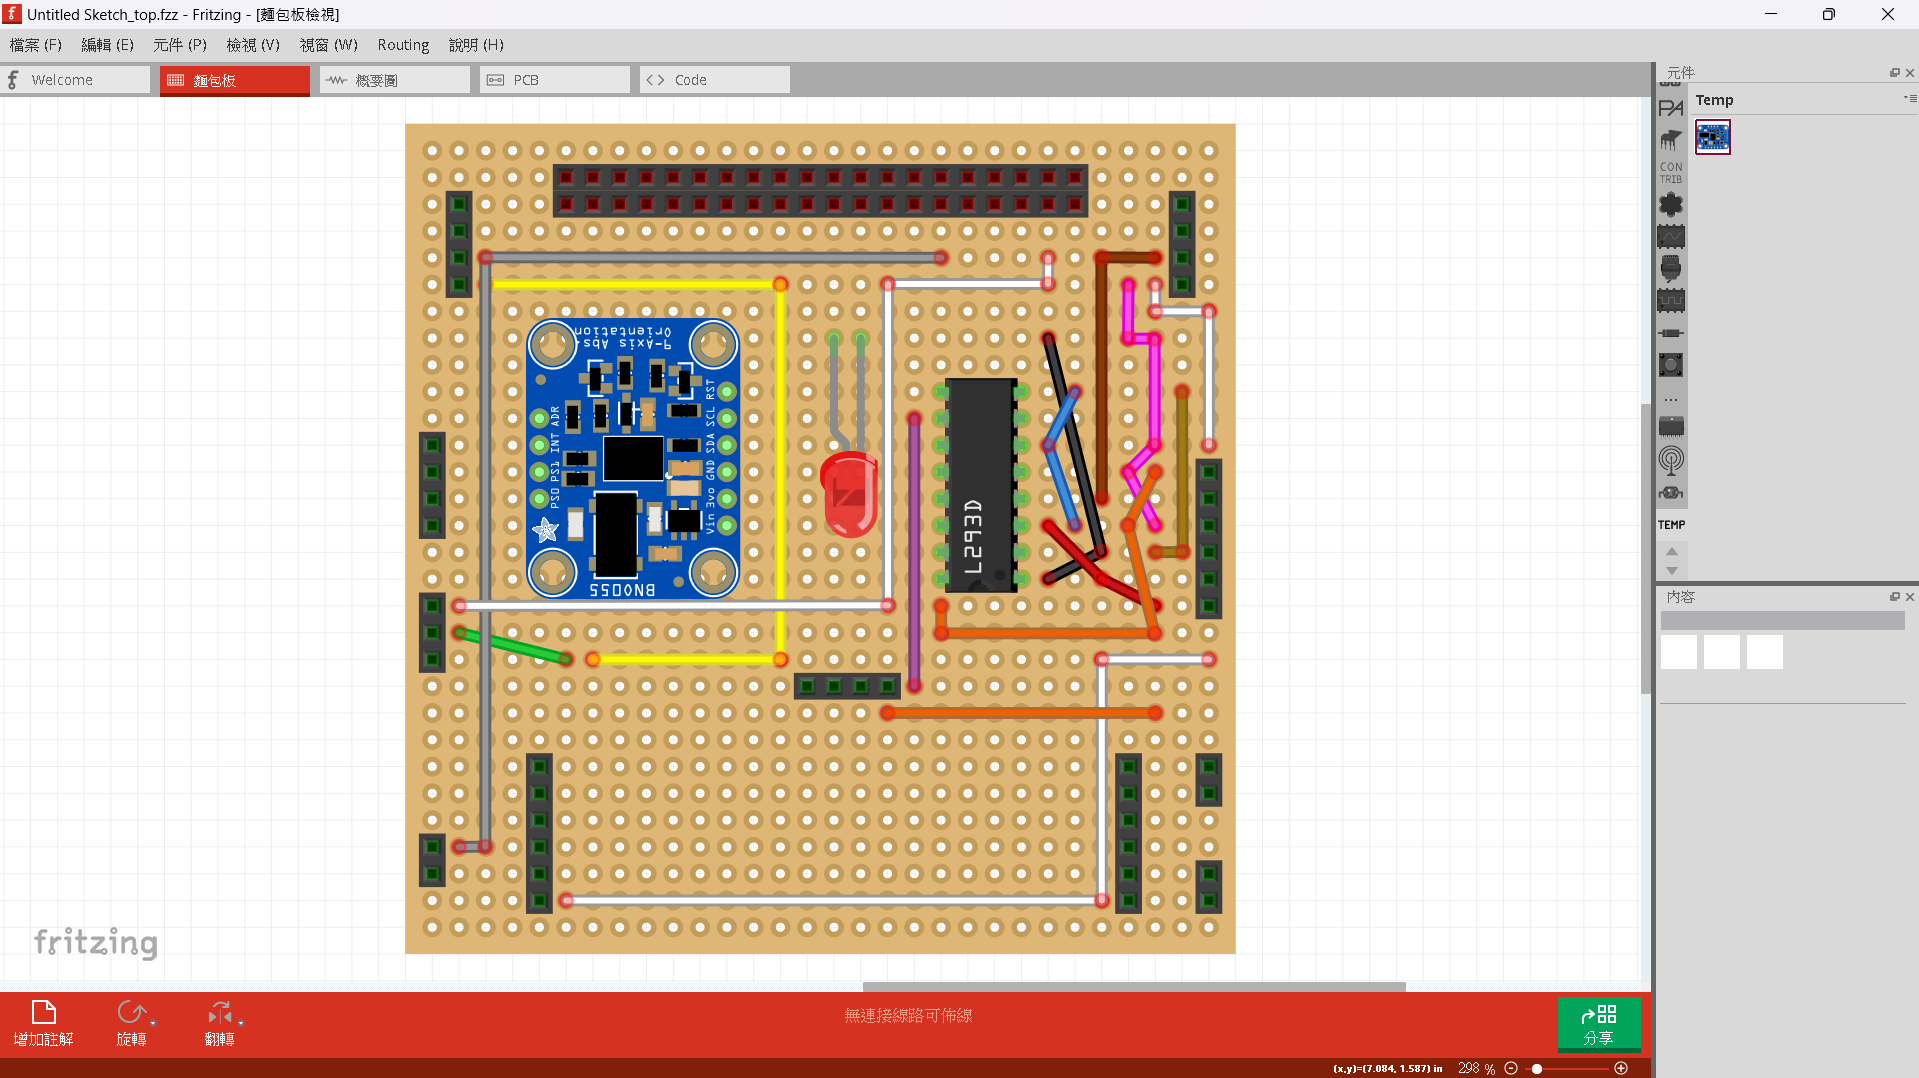 Untitled Sketch_top.fzz - Fritzing - [麵包板檢視]
檔案 (F) 編輯 (E) 元件 (P) 檢視 (V) 視窗 (W) Routing 說明 (H)
Welcome 麵包板 概要圖 PCB Code
元件
PA
Temp
CON
TRIB
TEMP
9-Axis Abs.
Orientation
ADR
INT
PS1
PS0
RST
SCL
SDA
GND
3vo
Vin
BNO055
L293D
內容
fritzing
增加註解 旋轉 翻轉
無連接線路可佈線
分享
(x,y)=(7.084, 1.587) in 298 %